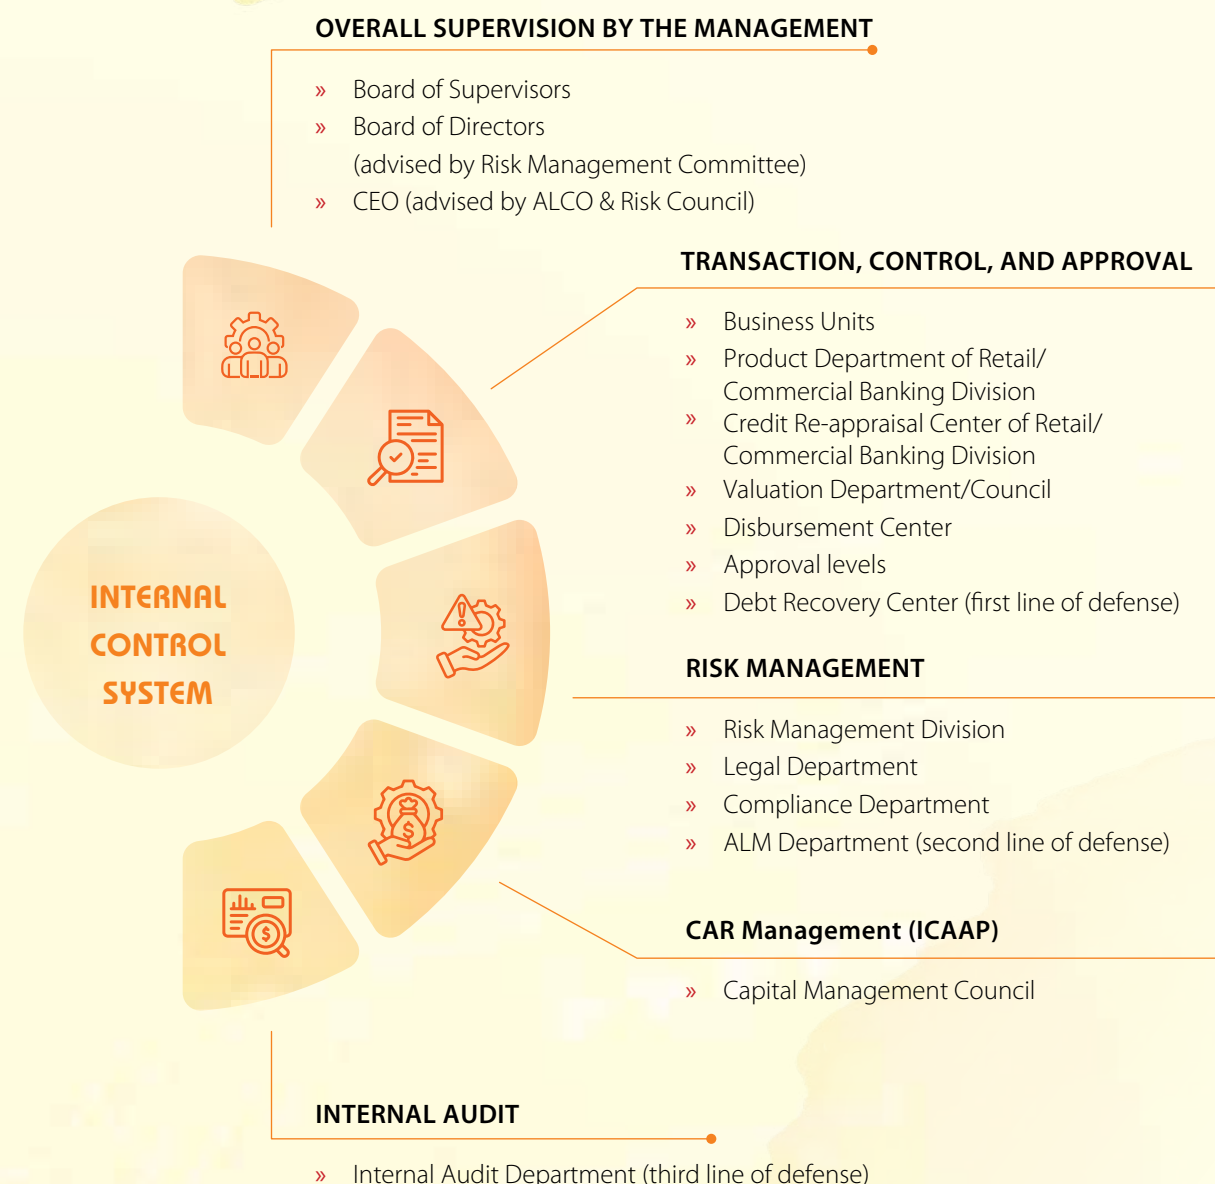 OVERALL SUPERVISION BY THE MANAGEMENT
» Board of Supervisors
» Board of Directors
(advised by Risk Management Committee)
» CEO (advised by ALCO & Risk Council)
TRANSACTION, CONTROL, AND APPROVAL
» Business Units
» Product Department of Retail/
Commercial Banking Division
» Credit Re-appraisal Center of Retail/
Commercial Banking Division
» Valuation Department/Council
» Disbursement Center
» Approval levels
» Debt Recovery Center (first line of defense)
INTERNAL
CONTROL
SYSTEM
RISK MANAGEMENT
» Risk Management Division
» Legal Department
» Compliance Department
» ALM Department (second line of defense)
CAR Management (ICAAP)
» Capital Management Council
INTERNAL AUDIT
» Internal Audit Department (third line of defense)